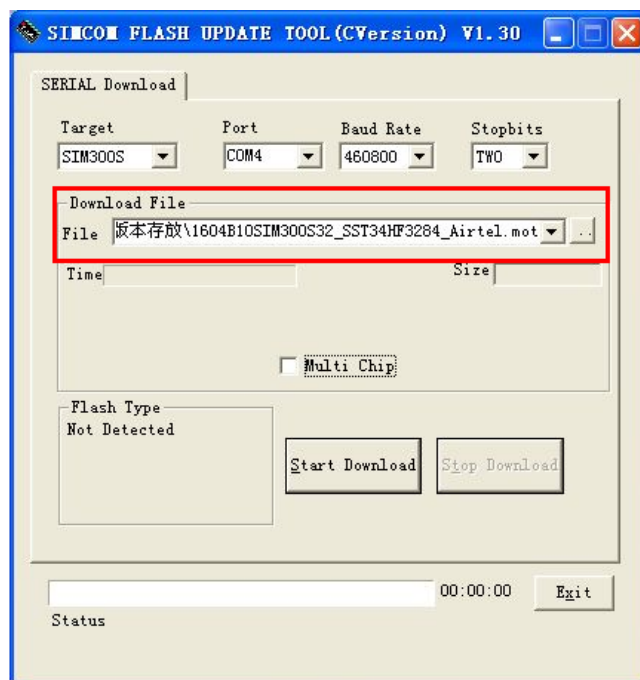 SIMCOM FLASH UPDATE TOOL(CVersion) V1.30
SERIAL Download
Target Port Baud Rate Stopbits
SIM300S COM4 460800 TWO
Download File
File 版本存放\1604B10SIM300S32_SST34HF3284_Airtel.mot ..
Time Size
Multi Chip
Flash Type
Not Detected
Start Download Stop Download
00:00:00 Exit
Status